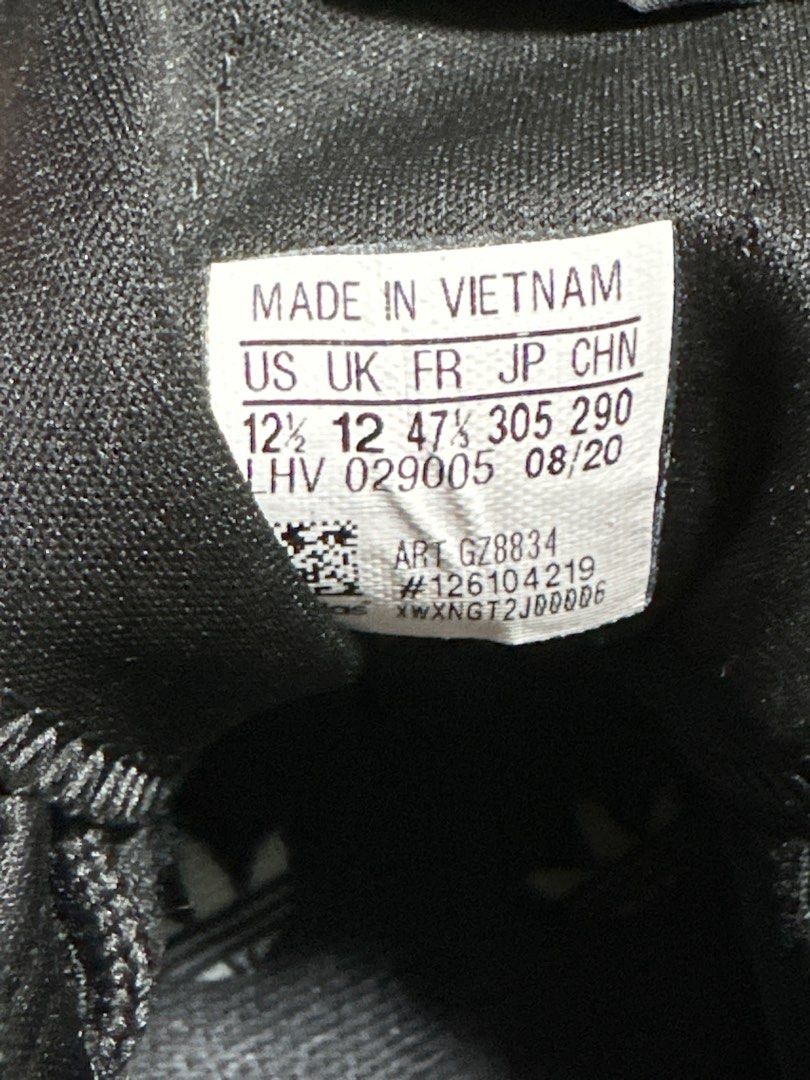 MADE IN VIETNAM
US UK FR JP CHN
12½ 12 47⅓ 305 290
LHV 029005 08/20
ART GZ8834
#126104219
xwXNGT2J00006